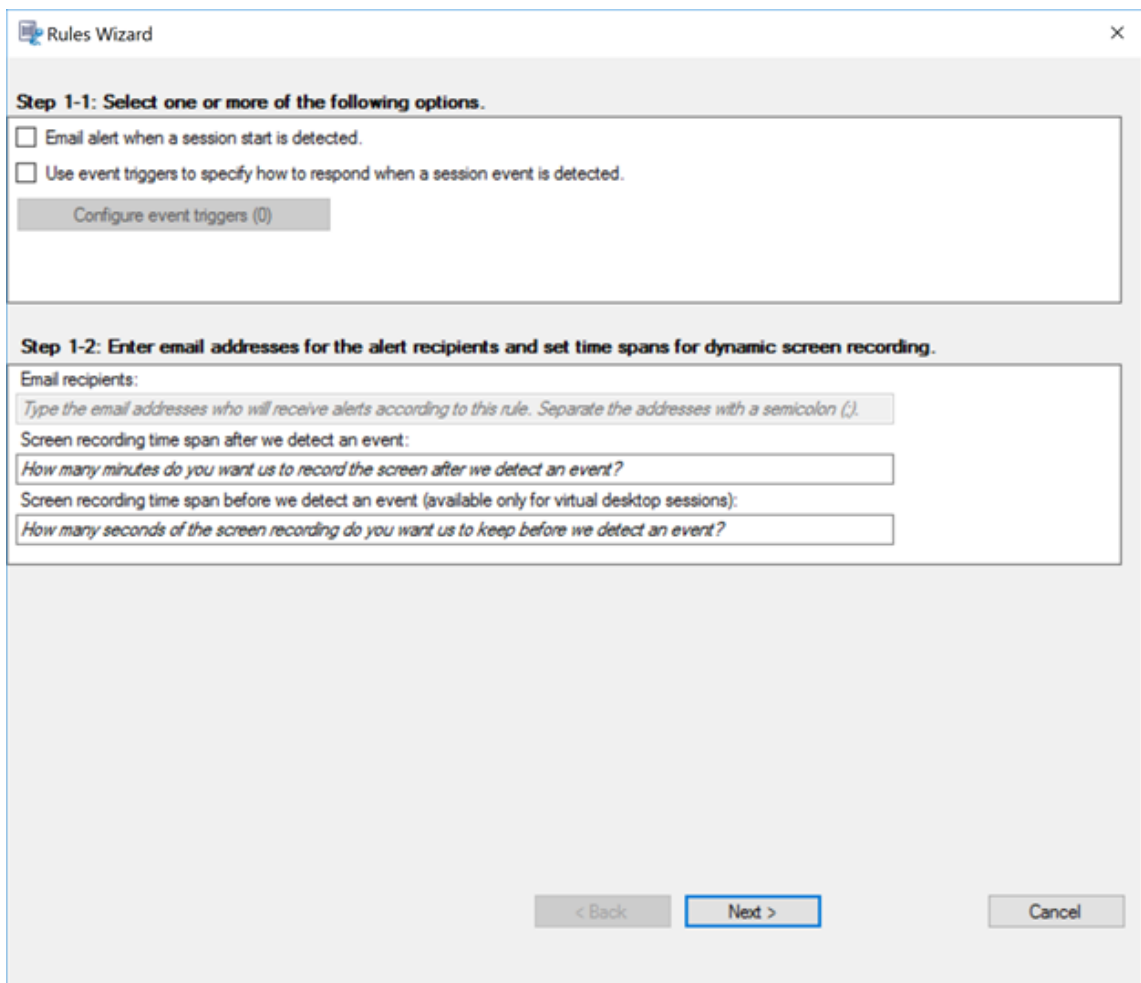 Rules Wizard
Step 1-1: Select one or more of the following options.
Email alert when a session start is detected.
Use event triggers to specify how to respond when a session event is detected.
Configure event triggers (0)
Step 1-2: Enter email addresses for the alert recipients and set time spans for dynamic screen recording.
Email recipients:
Type the email addresses who will receive alerts according to this rule. Separate the addresses with a semicolon (;).
Screen recording time span after we detect an event:
How many minutes do you want us to record the screen after we detect an event?
Screen recording time span before we detect an event (available only for virtual desktop sessions):
How many seconds of the screen recording do you want us to keep before we detect an event?
< Back
Next >
Cancel